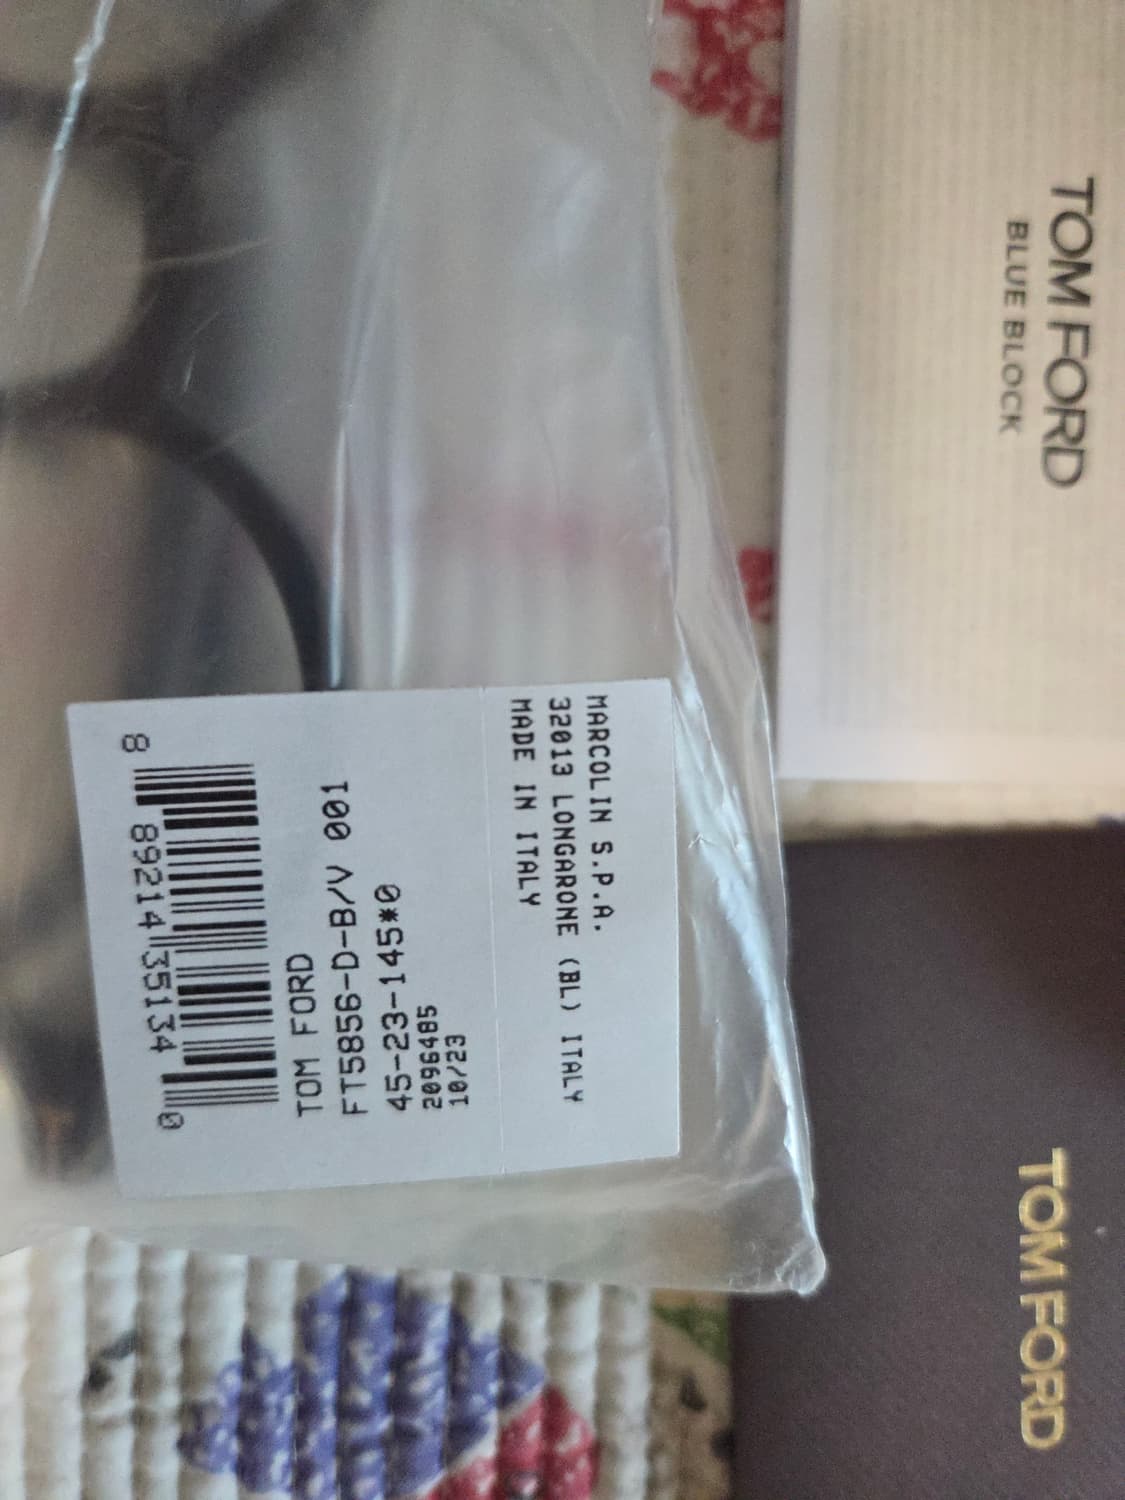 TOM FORD
BLUE BLOCK
MARCOLIN S.P.A.
32013 LONGARONE (BL) ITALY
MADE IN ITALY
8 89214 35134 0
TOM FORD
FT5856-D-B/V 001
45-23-145*0
2096485
10/23
TOM FORD